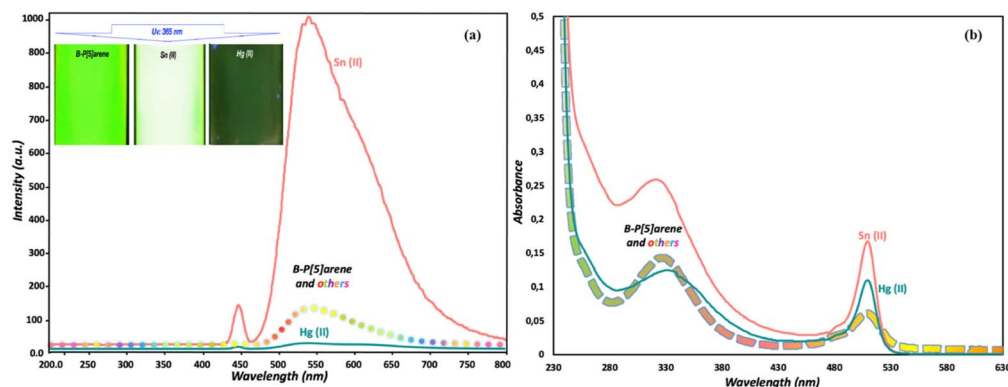 Uv: 365 nm
B-P[5]arene
Sn (II)
Hg (II)
(a)
Sn (II)
B-P[5]arene
and others
Hg (II)
Intensity (a.u.)
1000
900
800
700
600
500
400
300
200
100
0.0
200.0
250
300
350
400
450
500
550
600
650
700
750
800
Wavelength (nm)
(b)
B-P[5]arene
and others
Sn (II)
Hg (II)
Absorbance
0,5
0,45
0,4
0,35
0,3
0,25
0,2
0,15
0,1
0,05
0
230
280
330
380
430
480
530
580
Wavelength (nm)